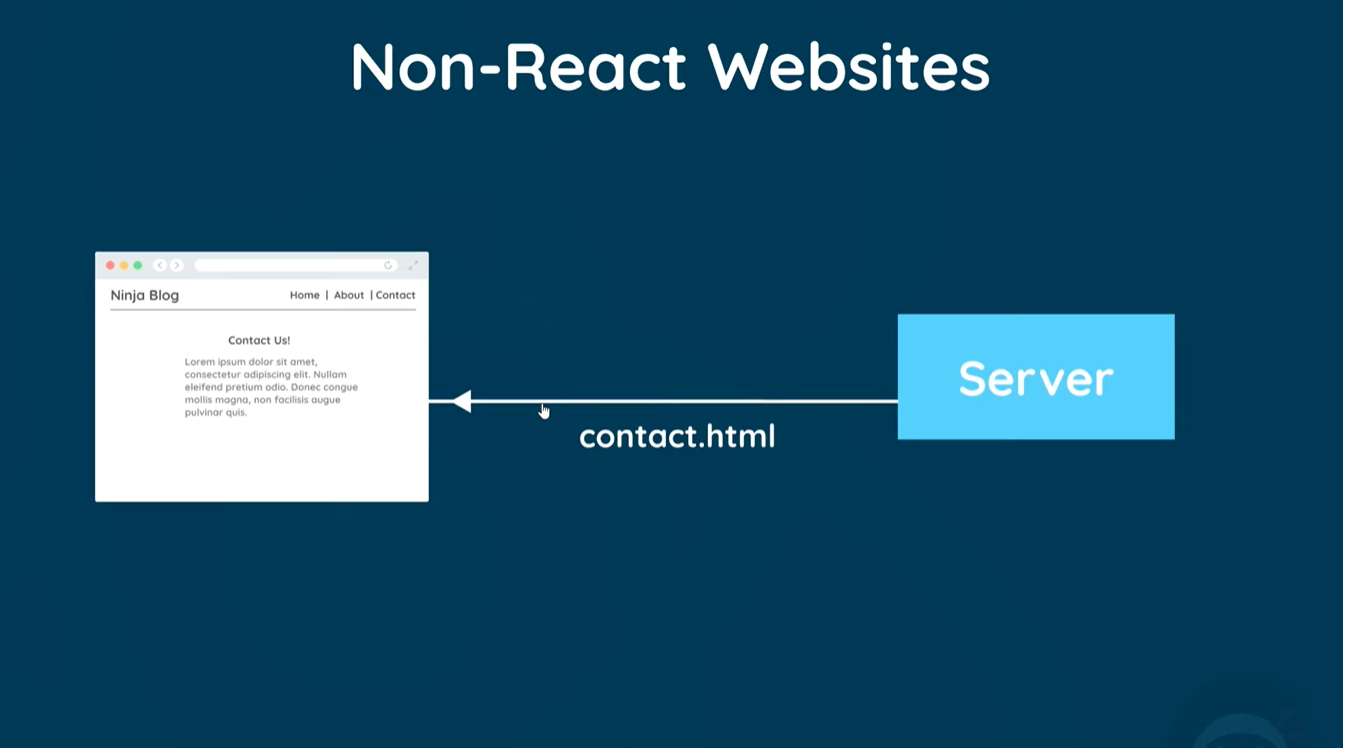 Non-React Websites
Ninja Blog
Home | About | Contact
Contact Us!
Lorem ipsum dolor sit amet,
consectetur adipiscing elit. Nullam
eleifend pretium odio. Donec congue
mollis magna, non facilisis augue
pulvinar quis.
Server
contact.html